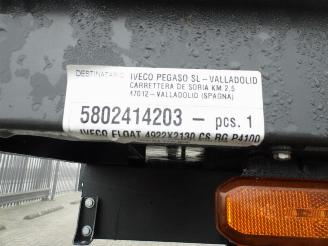 DESTINATARIO IVECO PEGASO SL-VALLADOLID
CARRETTERA DE SORIA KM 2,5
47012-VALLADOLID (SPAGNA)
5802414203 - pcs. 1
IVECO FLOAT 4922X2130 C6 RG P4100